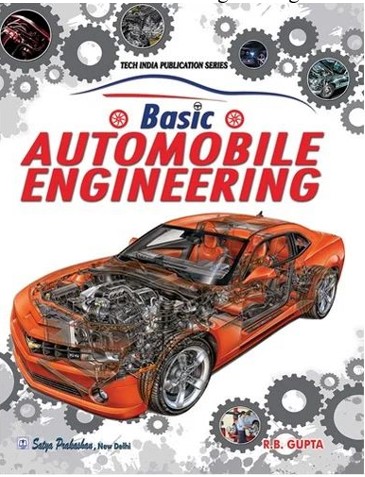 TECH INDIA PUBLICATION SERIES
Basic
AUTOMOBILE
ENGINEERING
Satya Prakashan, New Delhi
R.B. GUPTA